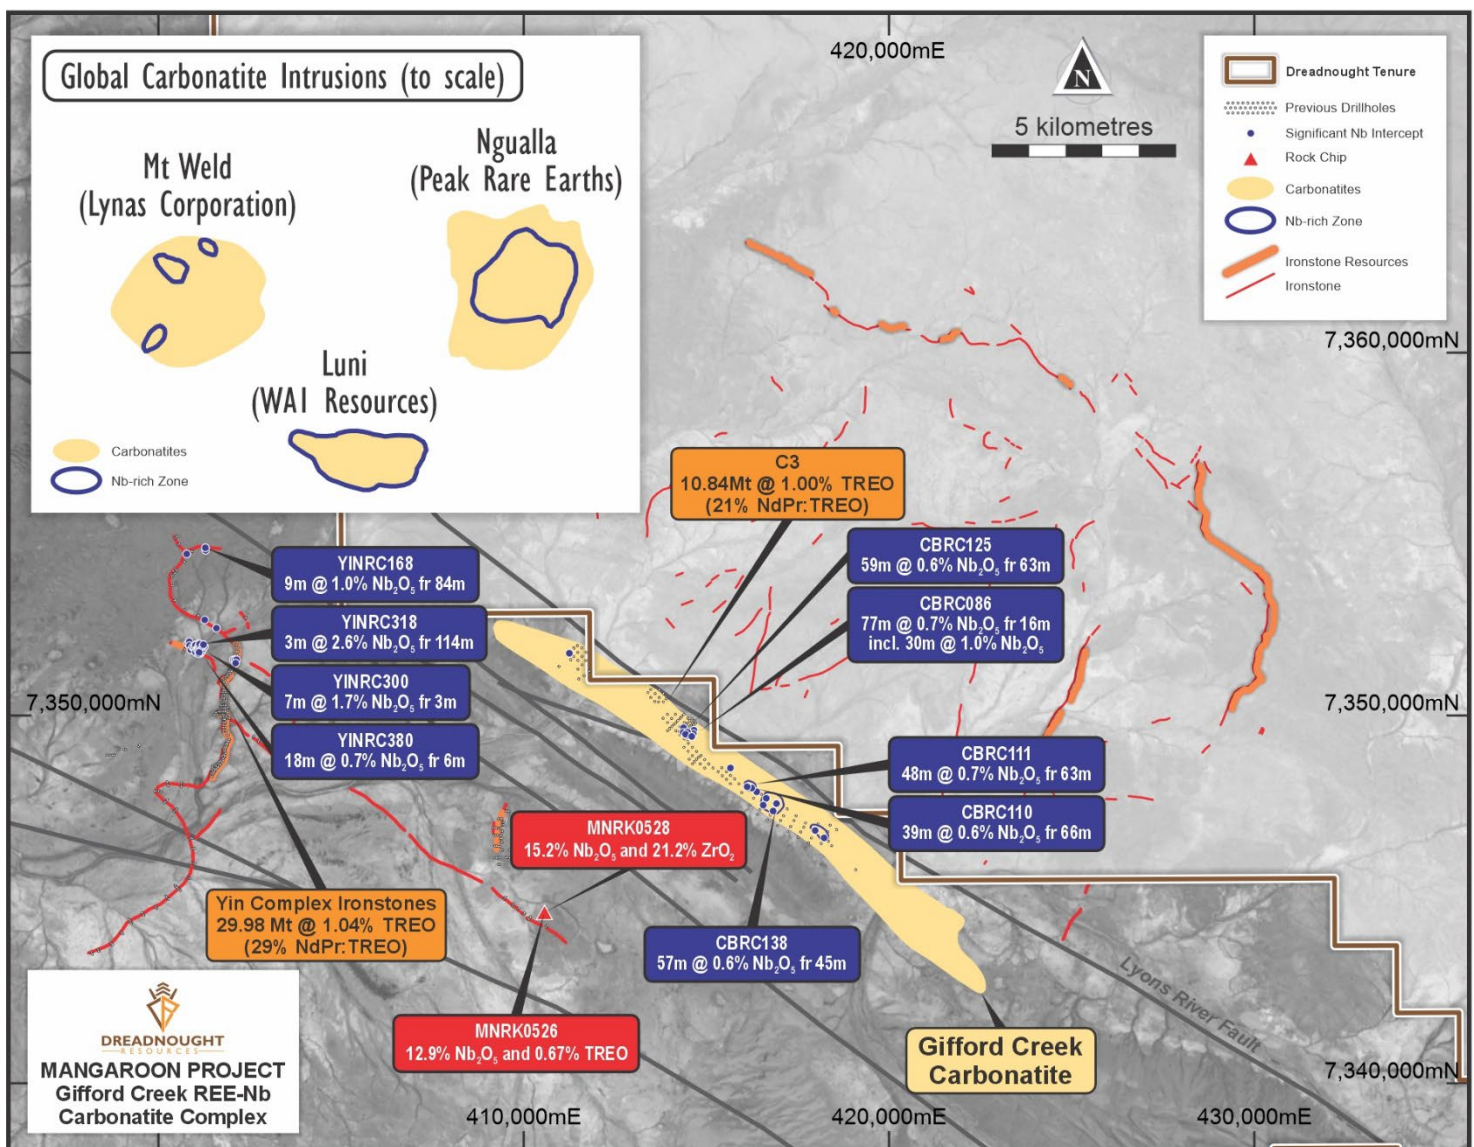 420,000mE
Global Carbonatite Intrusions (to scale)
Mt Weld
(Lynas Corporation)
Ngualla
(Peak Rare Earths)
Luni
(WA1 Resources)
Carbonatites
Nb-rich Zone
N
5 kilometres
Dreadnought Tenure
Previous Drillholes
Significant Nb Intercept
Rock Chip
Carbonatites
Nb-rich Zone
Ironstone Resources
Ironstone
7,360,000mN
C3
10.84Mt @ 1.00% TREO
(21% NdPr:TREO)
YINRC168
9m @ 1.0% Nb₂O₅ fr 84m
YINRC318
3m @ 2.6% Nb₂O₅ fr 114m
YINRC300
7m @ 1.7% Nb₂O₅ fr 3m
YINRC380
18m @ 0.7% Nb₂O₅ fr 6m
CBRC125
59m @ 0.6% Nb₂O₅ fr 63m
CBRC086
77m @ 0.7% Nb₂O₅ fr 16m
incl. 30m @ 1.0% Nb₂O₅
7,350,000mN
7,350,000mN
CBRC111
48m @ 0.7% Nb₂O₅ fr 63m
CBRC110
39m @ 0.6% Nb₂O₅ fr 66m
MNRK0528
15.2% Nb₂O₅ and 21.2% ZrO₂
Yin Complex Ironstones
29.98 Mt @ 1.04% TREO
(29% NdPr:TREO)
CBRC138
57m @ 0.6% Nb₂O₅ fr 45m
MNRK0526
12.9% Nb₂O₅ and 0.67% TREO
Lyons River Fault
Gifford Creek
Carbonatite
DREADNOUGHT
RESOURCES
MANGAROON PROJECT
Gifford Creek REE-Nb
Carbonatite Complex
7,340,000mN
410,000mE
420,000mE
430,000mE